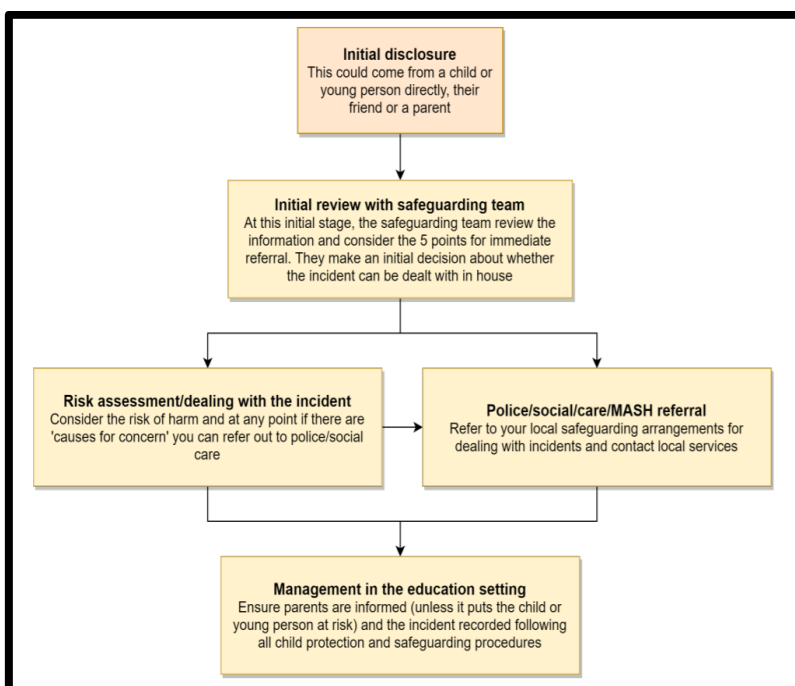 Initial disclosure
This could come from a child or
young person directly, their
friend or a parent
Initial review with safeguarding team
At this initial stage, the safeguarding team review the
information and consider the 5 points for immediate
referral. They make an initial decision about whether
the incident can be dealt with in house
Risk assessment/dealing with the incident
Consider the risk of harm and at any point if there are
'causes for concern' you can refer out to police/social
care
Police/social/care/MASH referral
Refer to your local safeguarding arrangements for
dealing with incidents and contact local services
Management in the education setting
Ensure parents are informed (unless it puts the child or
young person at risk) and the incident recorded following
all child protection and safeguarding procedures